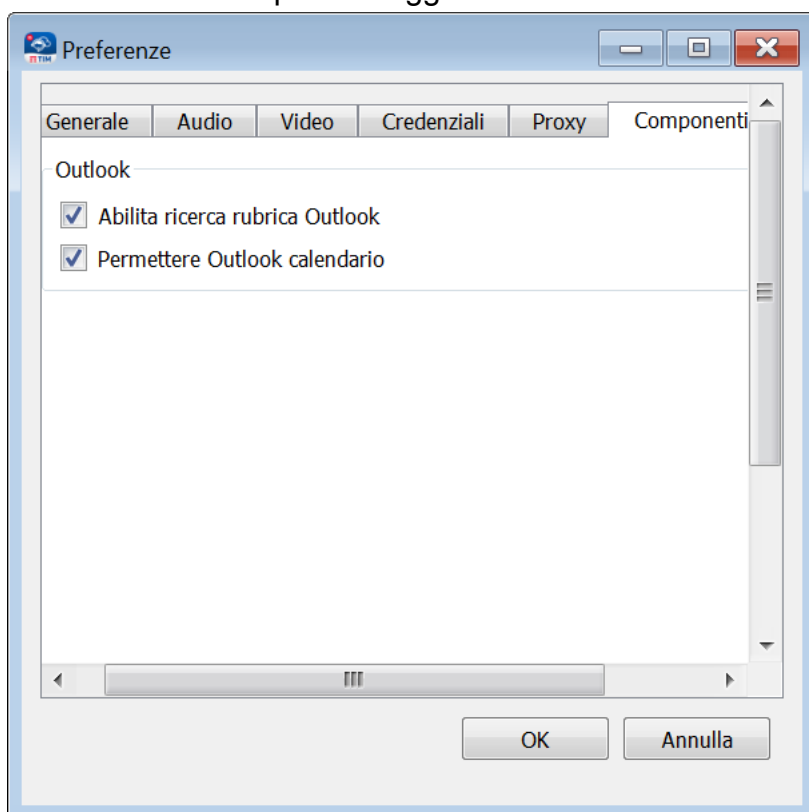 Preferenze
Generale Audio Video Credenziali Proxy Componenti
Outlook
Abilita ricerca rubrica Outlook
Permettere Outlook calendario
OK Annulla